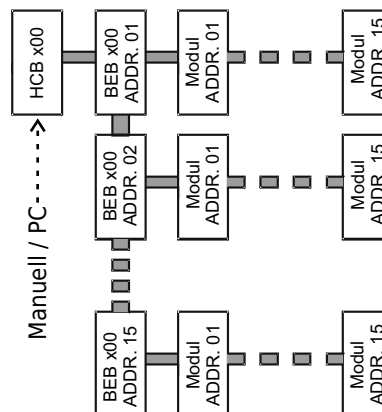 Manuell / PC
HCB x00
BEB x00
ADDR. 15
BEB x00
ADDR. 02
BEB x00
ADDR. 01
Modul
ADDR. 01
Modul
ADDR. 01
Modul
ADDR. 01
Modul
ADDR. 15
Modul
ADDR. 15
Modul
ADDR. 15